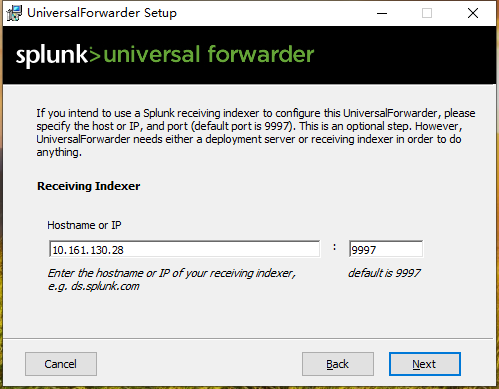 UniversalForwarder Setup
splunk>universal forwarder
If you intend to use a Splunk receiving indexer to configure this UniversalForwarder, please
specify the host or IP, and port (default port is 9997). This is an optional step. However,
UniversalForwarder needs either a deployment server or receiving indexer in order to do
anything.
Receiving Indexer
Hostname or IP
10.161.130.28 : 9997
Enter the hostname or IP of your receiving indexer, default is 9997
e.g. ds.splunk.com
Cancel Back Next